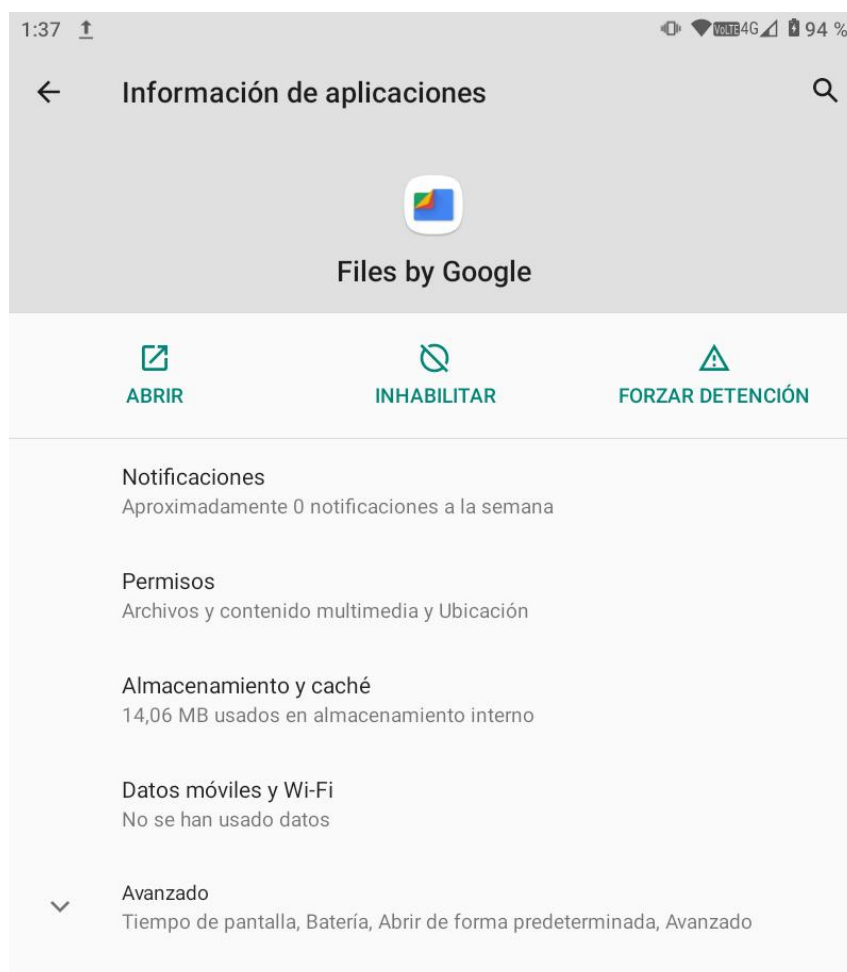 1:37 VoLTE 4G 94 %
Información de aplicaciones
Files by Google
ABRIR INHABILITAR FORZAR DETENCIÓN
Notificaciones
Aproximadamente 0 notificaciones a la semana
Permisos
Archivos y contenido multimedia y Ubicación
Almacenamiento y caché
14,06 MB usados en almacenamiento interno
Datos móviles y Wi-Fi
No se han usado datos
Avanzado
Tiempo de pantalla, Batería, Abrir de forma predeterminada, Avanzado